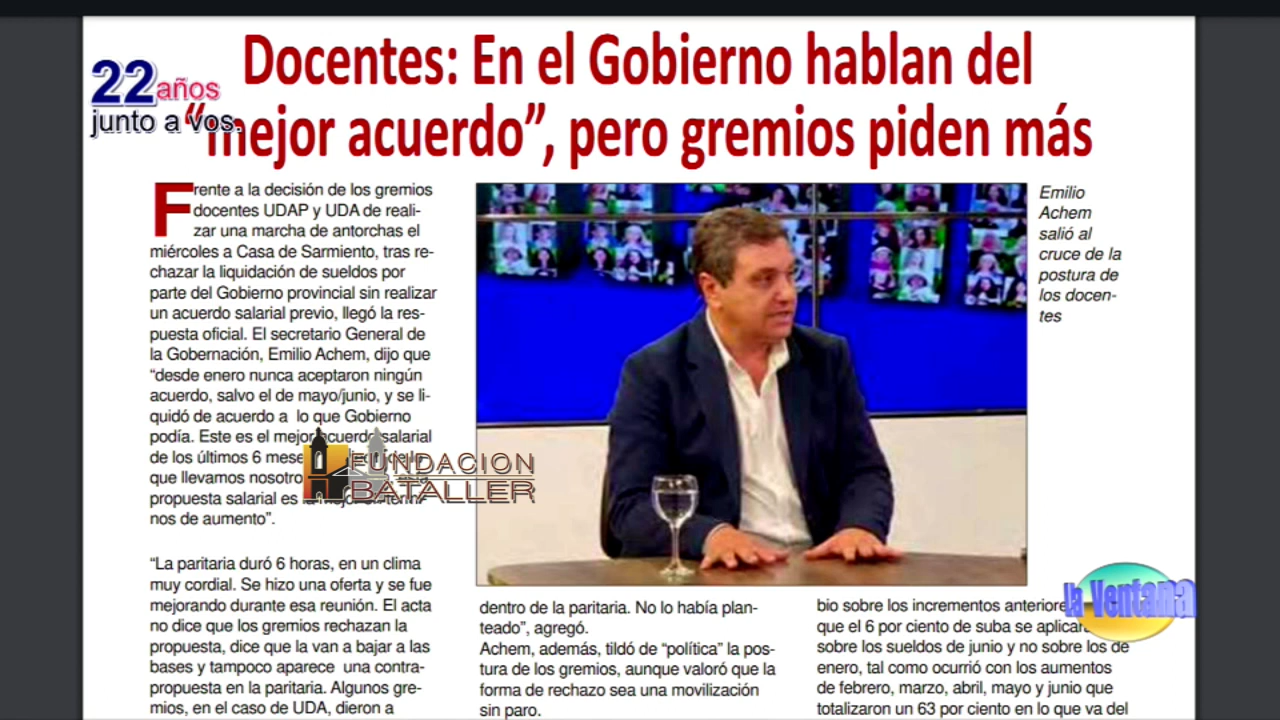 Docentes: En el Gobierno hablan del
“mejor acuerdo”, pero gremios piden más
22 años
junto a vos.
Frente a la decisión de los gremios
docentes UDAP y UDA de reali-
zar una marcha de antorchas el
miércoles a Casa de Sarmiento, tras re-
chazar la liquidación de sueldos por
parte del Gobierno provincial sin realizar
un acuerdo salarial previo, llegó la res-
puesta oficial. El secretario General de
la Gobernación, Emilio Achem, dijo que
“desde enero nunca aceptaron ningún
acuerdo, salvo el de mayo/junio, y se li-
quidó de acuerdo a lo que Gobierno
podía. Este es el mejor acuerdo salarial
de los últimos 6 mese
que llevamos nosotro
propuesta salarial es
nos de aumento”.
“La paritaria duró 6 horas, en un clima
muy cordial. Se hizo una oferta y se fue
mejorando durante esa reunión. El acta
no dice que los gremios rechazan la
propuesta, dice que la van a bajar a las
bases y tampoco aparece una contra-
propuesta en la paritaria. Algunos gre-
mios, en el caso de UDA, dieron a
FUNDACION
BATALLER
Emilio
Achem
salió al
cruce de la
postura de
los docen-
tes
dentro de la paritaria. No lo había plan-
teado”, agregó.
Achem, además, tildó de “política” la pos-
tura de los gremios, aunque valoró que la
forma de rechazo sea una movilización
sin paro.
bio sobre los incrementos anteriore
que el 6 por ciento de suba se aplicar
sobre los sueldos de junio y no sobre los de
enero, tal como ocurrió con los aumentos
de febrero, marzo, abril, mayo y junio que
totalizaron un 63 por ciento en lo que va del
la Ventana